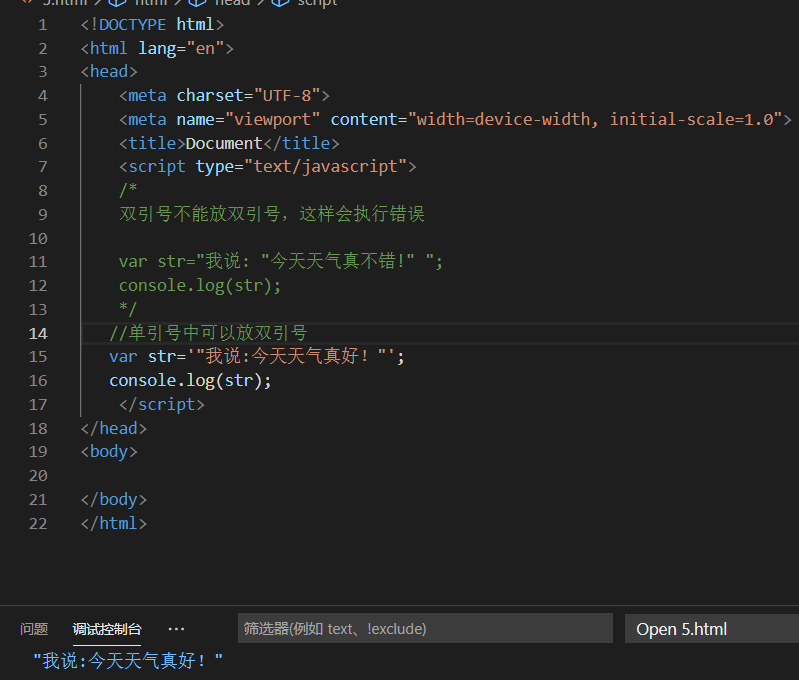 5.html > html > head > script
1 <!DOCTYPE html>
2 <html lang="en">
3 <head>
4 <meta charset="UTF-8">
5 <meta name="viewport" content="width=device-width, initial-scale=1.0">
6 <title>Document</title>
7 <script type="text/javascript">
8 /*
9 双引号不能放双引号，这样会执行错误
10
11 var str="我说: "今天天气真不错!" ";
12 console.log(str);
13 */
14 //单引号中可以放双引号
15 var str='"我说:今天天气真好！"';
16 console.log(str);
17 </script>
18 </head>
19 <body>
20
21 </body>
22 </html>
问题 调试控制台 ··· 筛选器(例如 text、!exclude) Open 5.html
"我说:今天天气真好！"